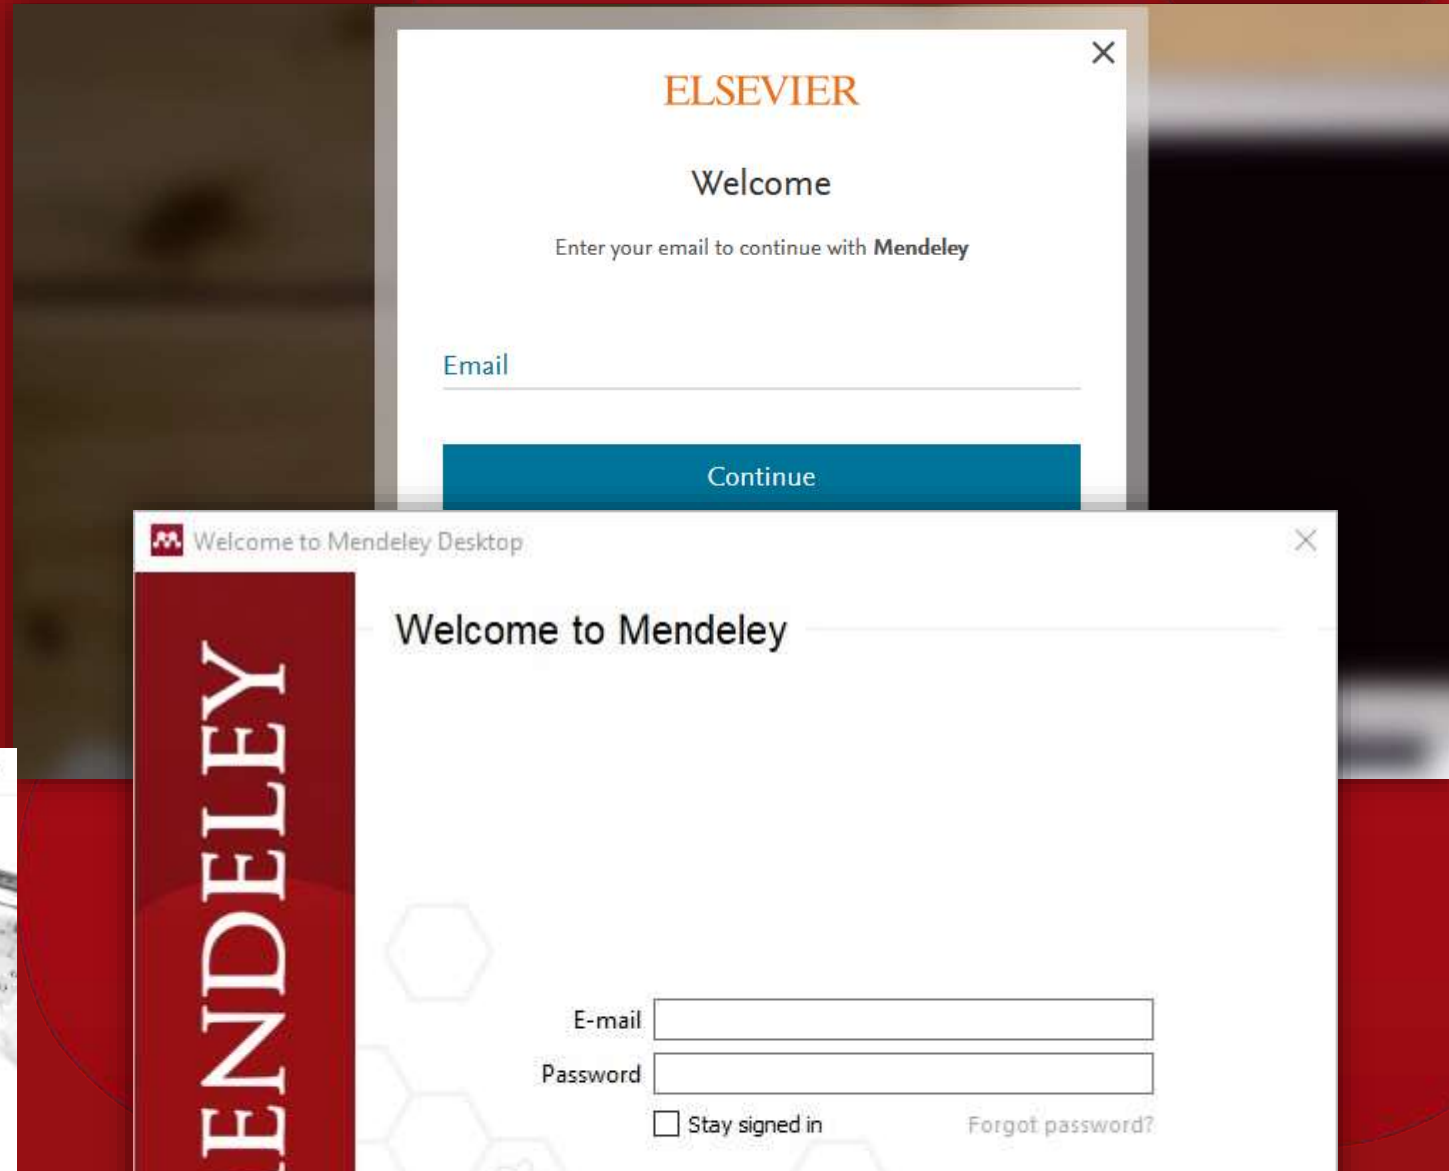 ELSEVIER
Welcome
Enter your email to continue with Mendeley
Email
Continue
Welcome to Mendeley Desktop
Welcome to Mendeley
ENDELEY
E-mail
Password
Stay signed in
Forgot password?